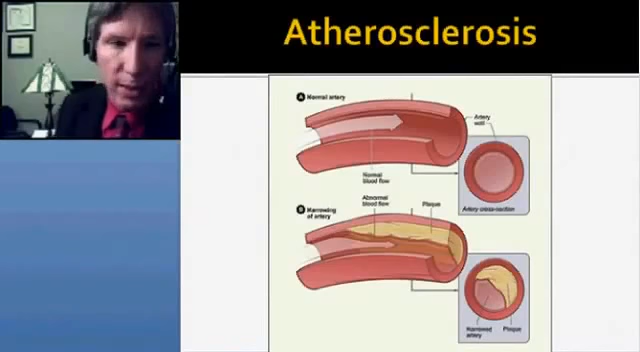 Atherosclerosis
A Normal artery
Artery
wall
Normal
blood flow
Artery cross-section
Abnormal
blood flow
Plaque
B Narrowing
of artery
Narrowed
artery
Plaque